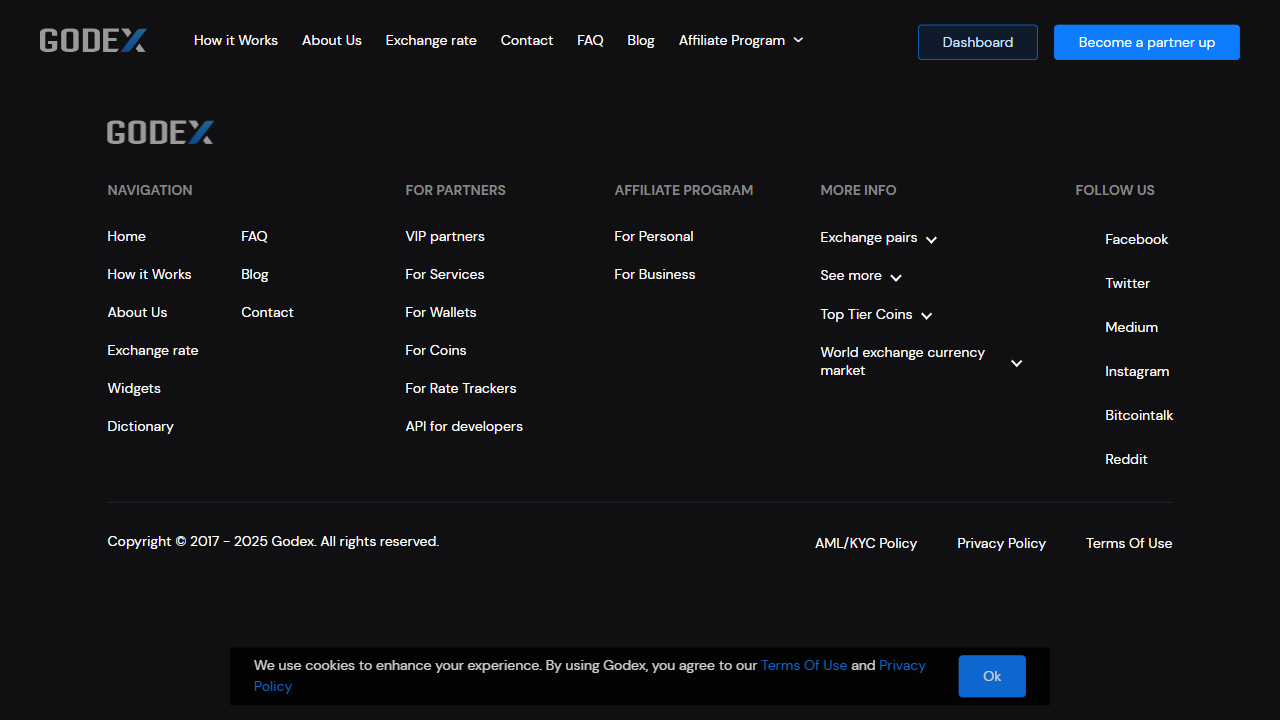 GODEX
How it Works
About Us
Exchange rate
Contact
FAQ
Blog
Affiliate Program
Dashboard
Become a partner up
GODEX
NAVIGATION
Home
How it Works
About Us
Exchange rate
Widgets
Dictionary
FAQ
Blog
Contact
FOR PARTNERS
VIP partners
For Services
For Wallets
For Coins
For Rate Trackers
API for developers
AFFILIATE PROGRAM
For Personal
For Business
MORE INFO
Exchange pairs
See more
Top Tier Coins
World exchange currency
market
FOLLOW US
Facebook
Twitter
Medium
Instagram
Bitcointalk
Reddit
Copyright © 2017 - 2025 Godex. All rights reserved.
AML/KYC Policy
Privacy Policy
Terms Of Use
We use cookies to enhance your experience. By using Godex, you agree to our Terms Of Use and Privacy
Policy
Ok